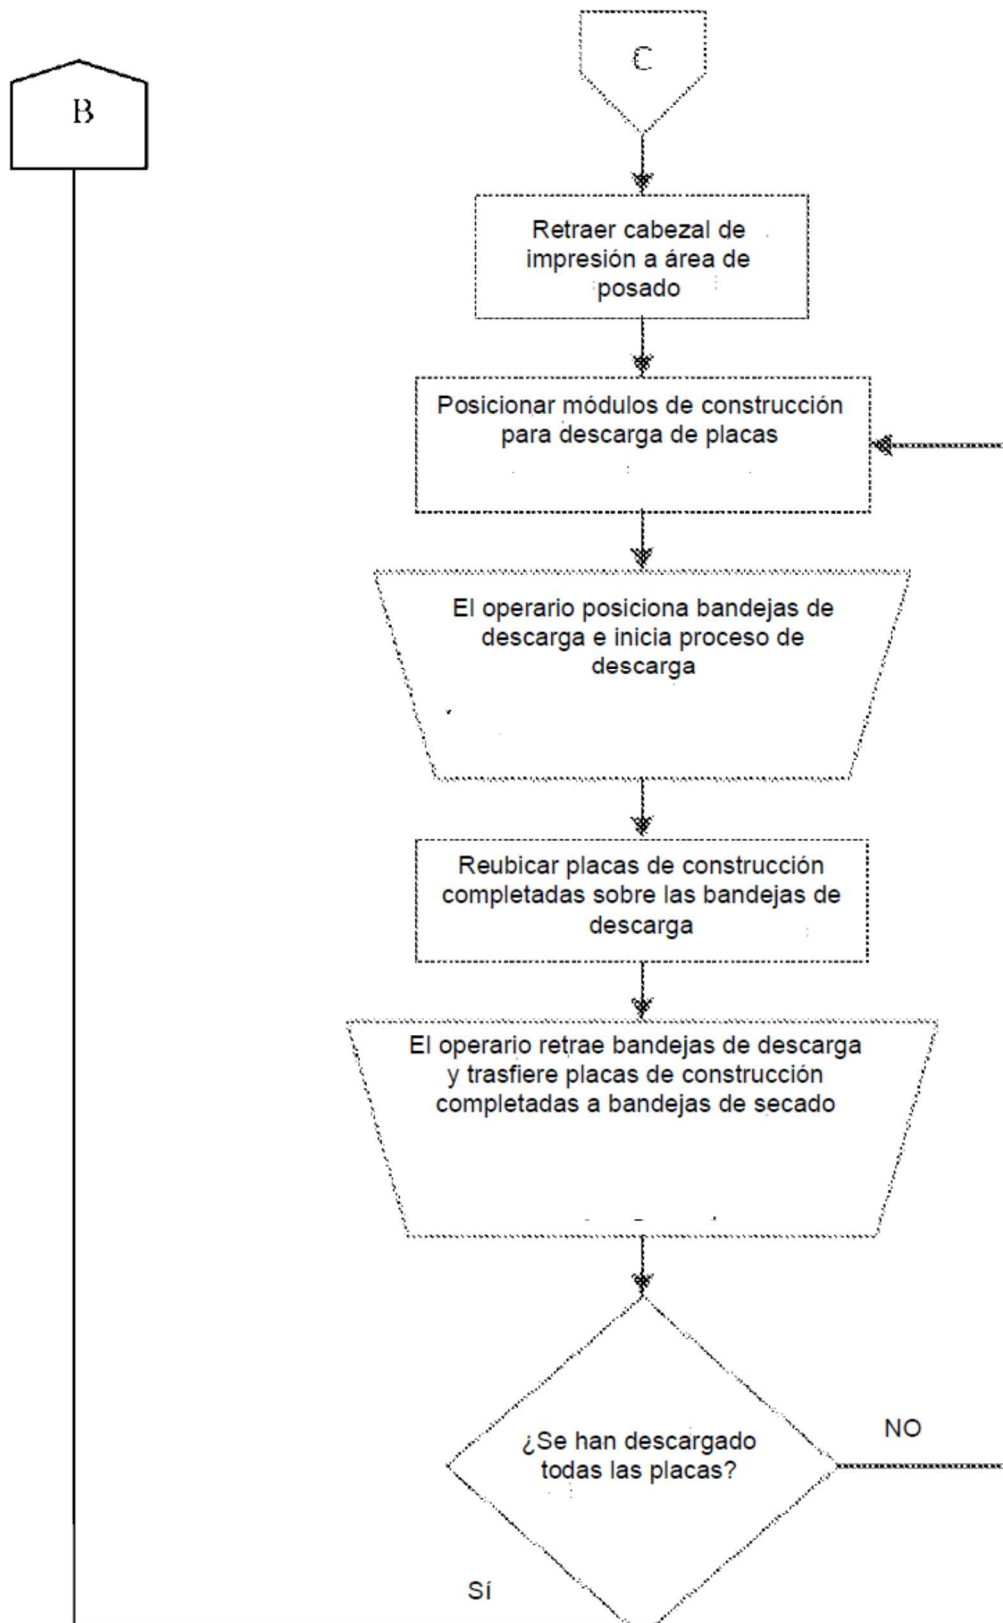 C
B
Retraer cabezal de
impresión a área de
posado
Posicionar módulos de construcción
para descarga de placas
El operario posiciona bandejas de
descarga e inicia proceso de
descarga
Reubicar placas de construcción
completadas sobre las bandejas de
descarga
El operario retrae bandejas de descarga
y trasfiere placas de construcción
completadas a bandejas de secado
¿Se han descargado
todas las placas?
NO
Sí